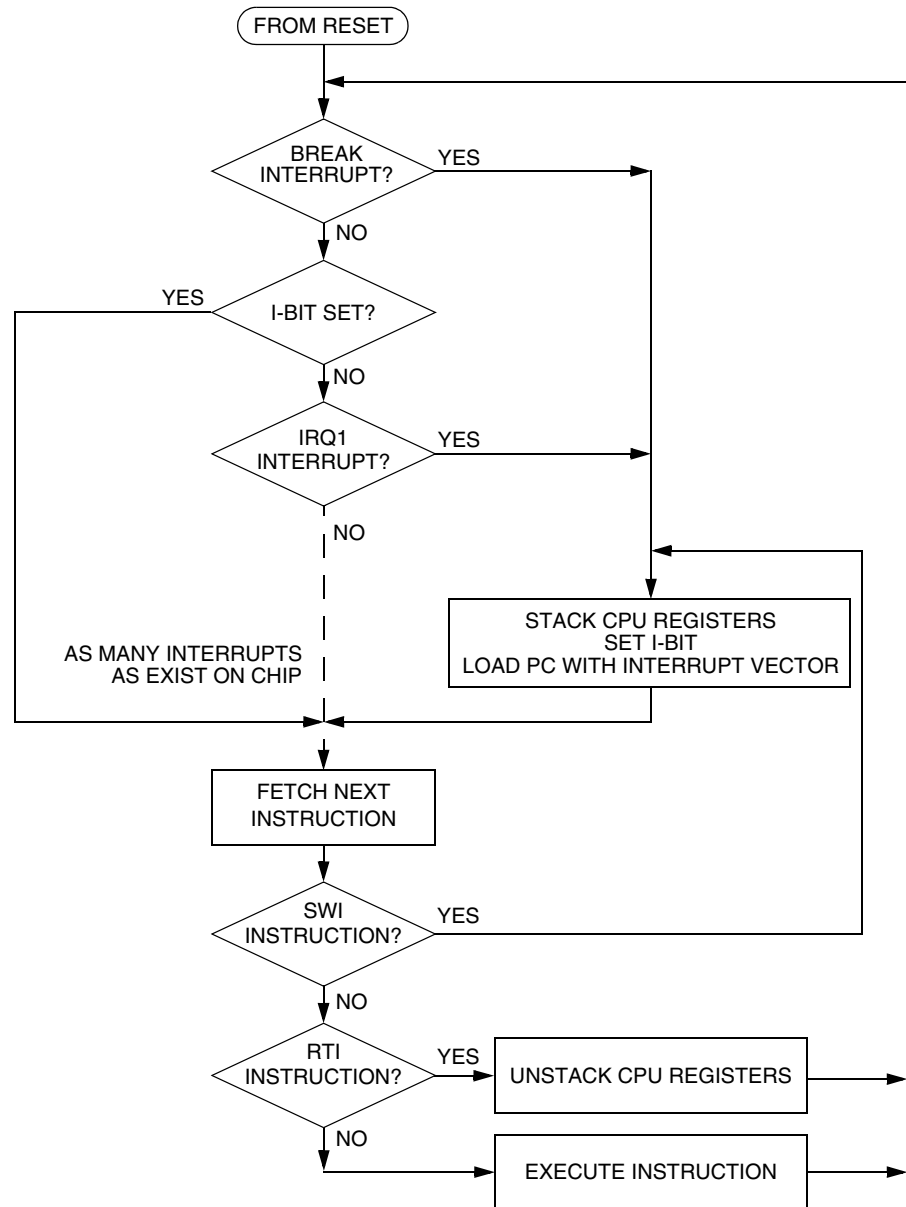 FROM RESET
BREAK
INTERRUPT?
YES
NO
YES
I-BIT SET?
NO
IRQ1
INTERRUPT?
YES
NO
STACK CPU REGISTERS
SET I-BIT
LOAD PC WITH INTERRUPT VECTOR
AS MANY INTERRUPTS
AS EXIST ON CHIP
FETCH NEXT
INSTRUCTION
SWI
INSTRUCTION?
YES
NO
RTI
INSTRUCTION?
YES
UNSTACK CPU REGISTERS
NO
EXECUTE INSTRUCTION